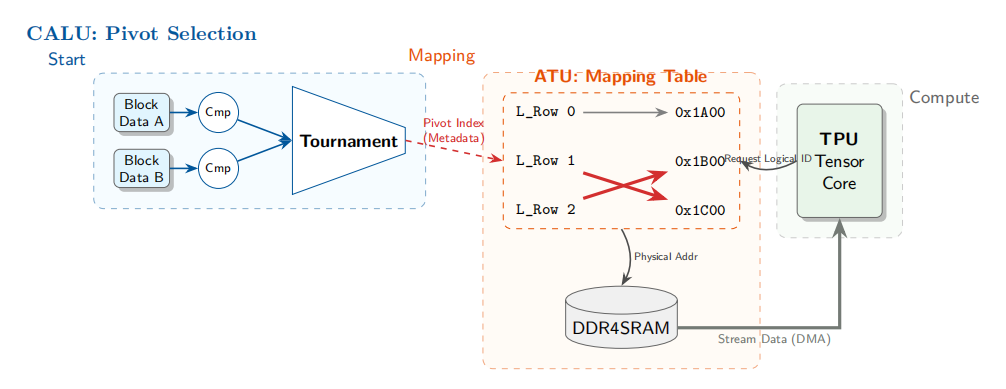 CALU: Pivot Selection
Start
Block
Data A
Cmp
Block
Data B
Cmp
Tournament
Pivot Index
(Metadata)
Mapping
ATU: Mapping Table
L_Row 0
0x1A00
L_Row 1
0x1B00
L_Row 2
0x1C00
Request Logical ID
Physical Addr
DDR4SRAM
Stream Data (DMA)
Compute
TPU
Tensor
Core